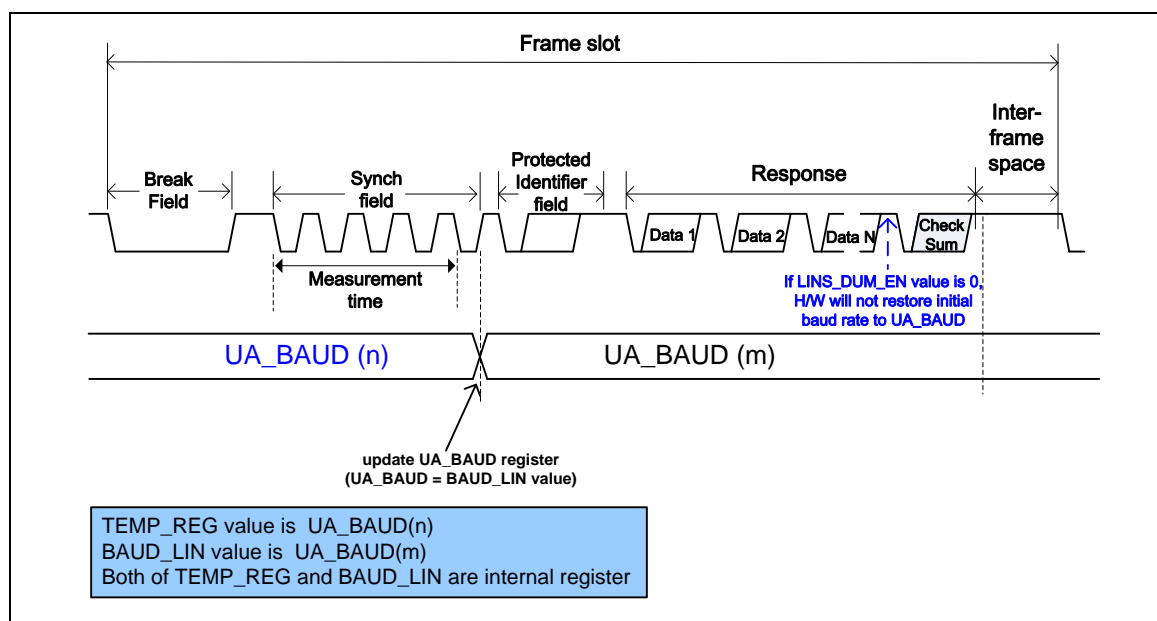 Frame slot
Inter-
frame
space
Break
Field
Synch
field
Protected
Identifier
field
Response
Data 1
Data 2
Data N
Check
Sum
Measurement
time
If LINS_DUM_EN value is 0,
H/W will not restore initial
baud rate to UA_BAUD
UA_BAUD (n)
UA_BAUD (m)
update UA_BAUD register
(UA_BAUD = BAUD_LIN value)
TEMP_REG value is UA_BAUD(n)
BAUD_LIN value is UA_BAUD(m)
Both of TEMP_REG and BAUD_LIN are internal register